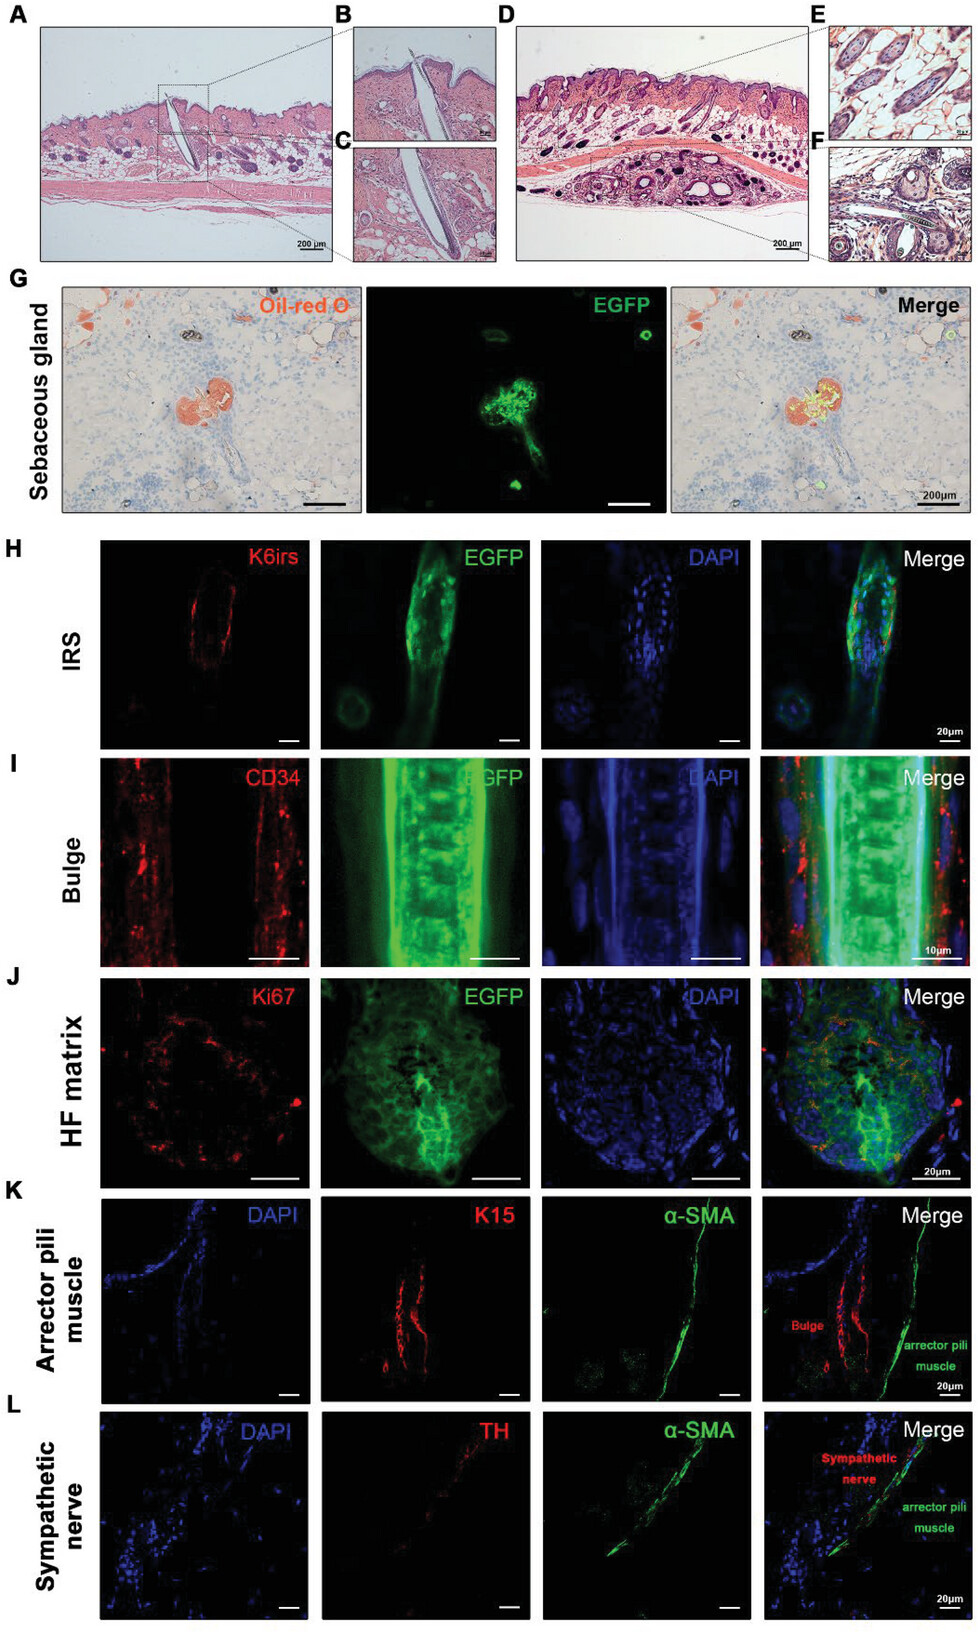 A
B
D
E
C
F
200 µm
200 µm
G
Sebaceous gland
Oil-red O
EGFP
Merge
200µm
H
IRS
K6irs
EGFP
DAPI
Merge
20µm
I
Bulge
CD34
EGFP
DAPI
Merge
10µm
J
HF matrix
Ki67
EGFP
DAPI
Merge
20µm
K
Arrector pili
muscle
DAPI
K15
α-SMA
Merge
Bulge
arrector pili
muscle
20µm
L
Sympathetic
nerve
DAPI
TH
α-SMA
Merge
Sympathetic
nerve
arrector pili
muscle
20µm